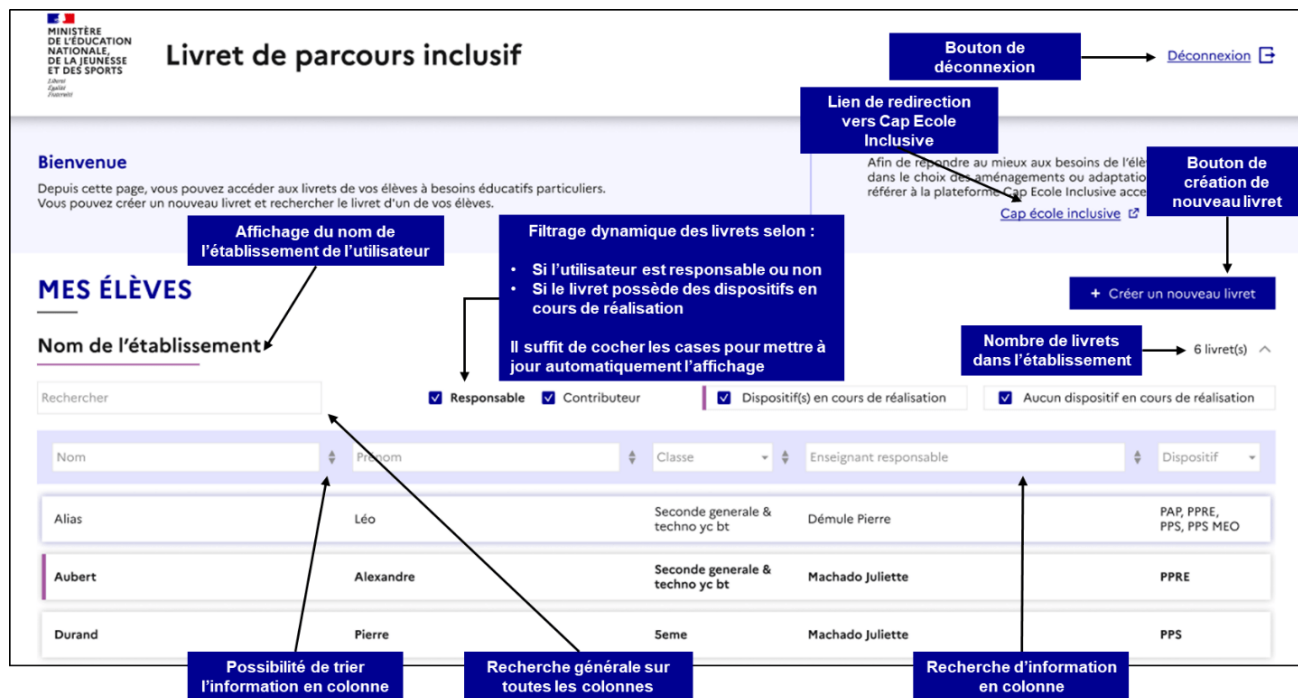 MINISTÈRE
DE L'ÉDUCATION
NATIONALE,
DE LA JEUNESSE
ET DES SPORTS
Liberté
Égalité
Fraternité
Livret de parcours inclusif
Bouton de
déconnexion
Déconnexion
Lien de redirection
vers Cap Ecole
Inclusive
Bienvenue
Depuis cette page, vous pouvez accéder aux livrets de vos élèves à besoins éducatifs particuliers.
Vous pouvez créer un nouveau livret et rechercher le livret d'un de vos élèves.
Afin de répondre au mieux aux besoins de l'élè
dans le choix des aménagements ou adaptatio
référer à la plateforme Cap Ecole Inclusive acce
Cap école inclusive
Bouton de
création de
nouveau livret
Affichage du nom de
l'établissement de l'utilisateur
Filtrage dynamique des livrets selon :
• Si l'utilisateur est responsable ou non
• Si le livret possède des dispositifs en
cours de réalisation
Il suffit de cocher les cases pour mettre à
jour automatiquement l'affichage
MES ÉLÈVES
+ Créer un nouveau livret
Nom de l'établissement
Nombre de livrets
dans l'établissement
6 livret(s)
Rechercher
Responsable
Contributeur
Dispositif(s) en cours de réalisation
Aucun dispositif en cours de réalisation
Nom
Prénom
Classe
Enseignant responsable
Dispositif
Alias
Léo
Seconde generale &
techno yc bt
Démule Pierre
PAP, PPRE,
PPS, PPS MEO
Aubert
Alexandre
Seconde generale &
techno yc bt
Machado Juliette
PPRE
Durand
Pierre
5eme
Machado Juliette
PPS
Possibilité de trier
l'information en colonne
Recherche générale sur
toutes les colonnes
Recherche d'information
en colonne